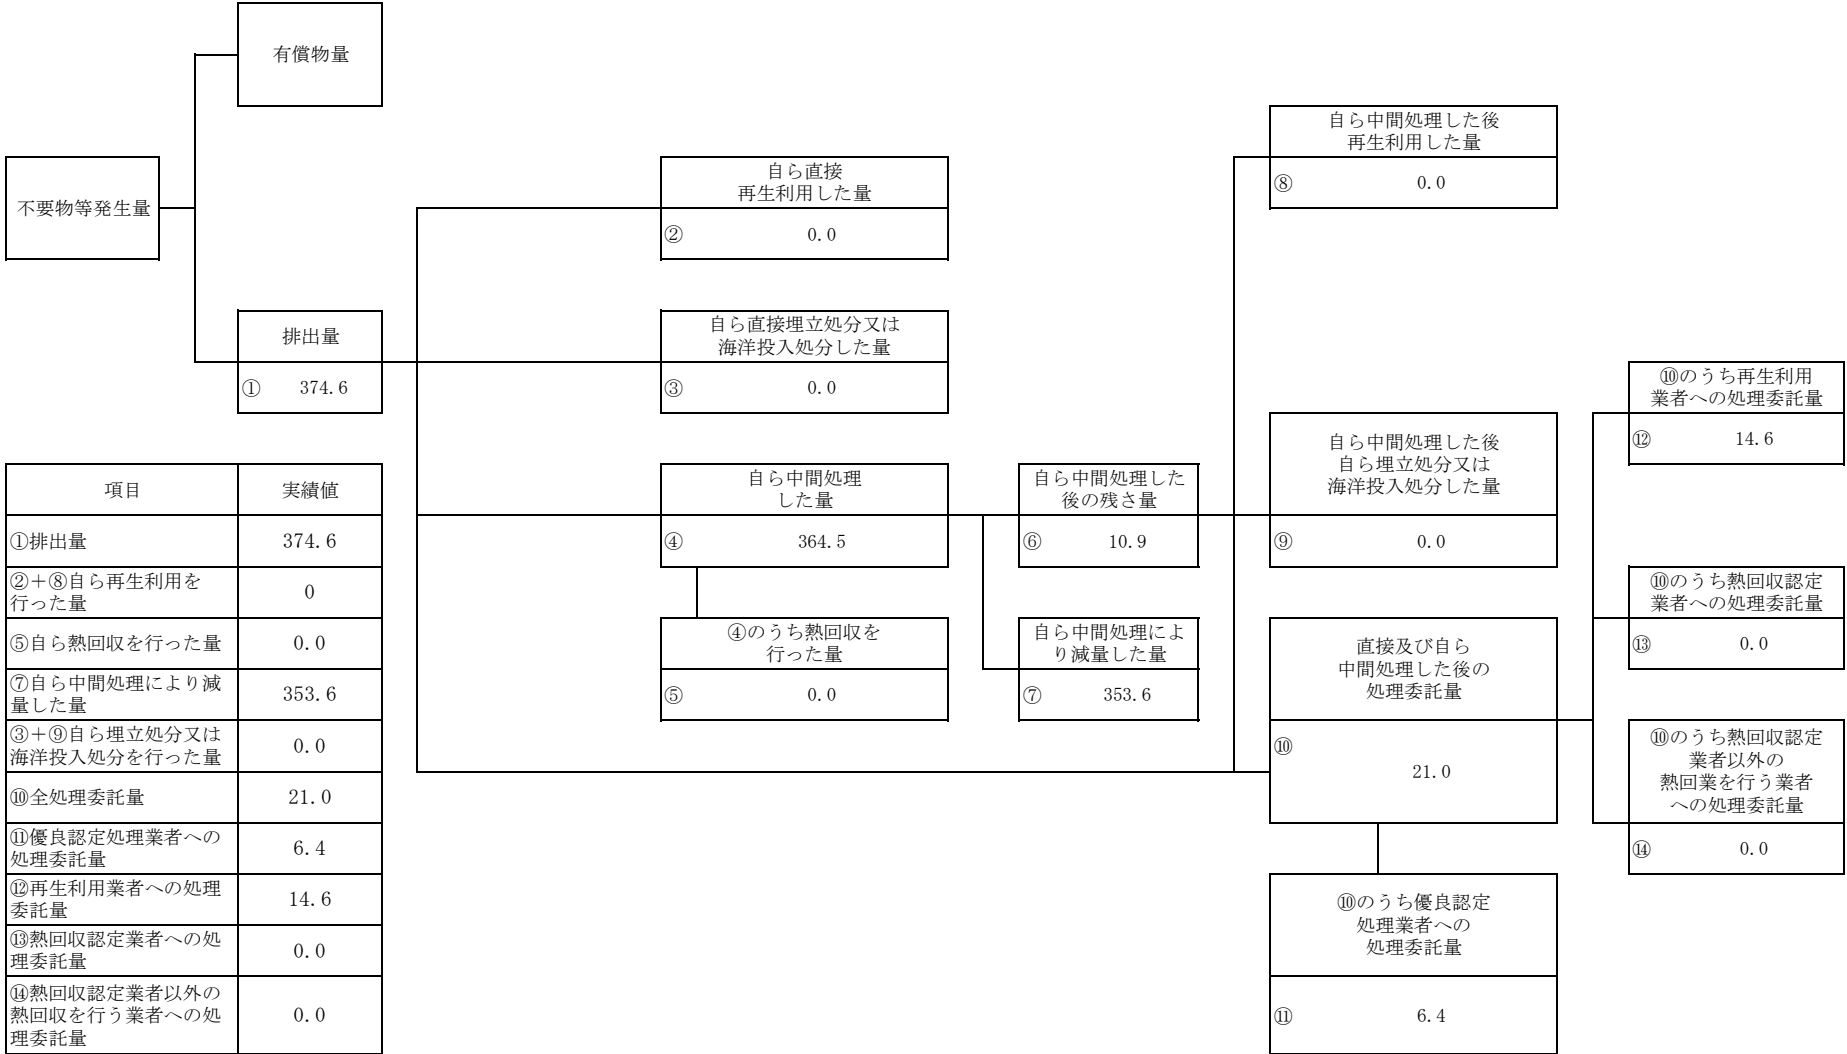 有償物量
不要物等発生量
排出量
① 374.6
自ら直接
再生利用した量
② 0.0
自ら直接埋立処分又は
海洋投入処分した量
③ 0.0
自ら中間処理
した量
④ 364.5
④のうち熱回収を
行った量
⑤ 0.0
自ら中間処理した
後の残さ量
⑥ 10.9
自ら中間処理によ
り減量した量
⑦ 353.6
自ら中間処理した後
再生利用した量
⑧ 0.0
自ら中間処理した後
自ら埋立処分又は
海洋投入処分した量
⑨ 0.0
直接及び自ら
中間処理した後の
処理委託量
⑩
21.0
⑩のうち優良認定
処理業者への
処理委託量
⑪ 6.4
⑩のうち再生利用
業者への処理委託量
⑫ 14.6
⑩のうち熱回収認定
業者への処理委託量
⑬ 0.0
⑩のうち熱回収認定
業者以外の
熱回業を行う業者
への処理委託量
⑭ 0.0
項目 実績値
①排出量 374.6
②+⑧自ら再生利用を
行った量 0
⑤自ら熱回収を行った量 0.0
⑦自ら中間処理により減
量した量 353.6
③+⑨自ら埋立処分又は
海洋投入処分を行った量 0.0
⑩全処理委託量 21.0
⑪優良認定処理業者への
処理委託量 6.4
⑫再生利用業者への処理
委託量 14.6
⑬熱回収認定業者への処
理委託量 0.0
⑭熱回収認定業者以外の
熱回収を行う業者への処
理委託量 0.0